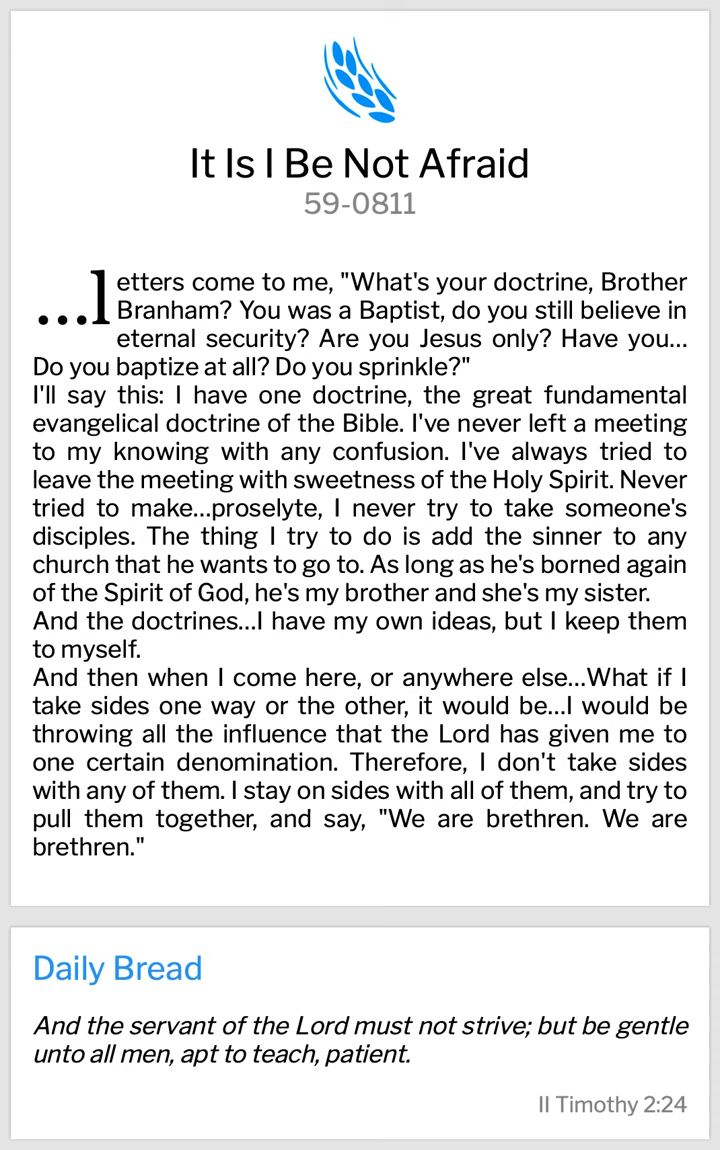 It Is I Be Not Afraid
59-0811
...letters come to me, "What's your doctrine, Brother
Branham? You was a Baptist, do you still believe in
eternal security? Are you Jesus only? Have you...
Do you baptize at all? Do you sprinkle?"
I'll say this: I have one doctrine, the great fundamental
evangelical doctrine of the Bible. I've never left a meeting
to my knowing with any confusion. I've always tried to
leave the meeting with sweetness of the Holy Spirit. Never
tried to make...proselyte, I never try to take someone's
disciples. The thing I try to do is add the sinner to any
church that he wants to go to. As long as he's borned again
of the Spirit of God, he's my brother and she's my sister.
And the doctrines...I have my own ideas, but I keep them
to myself.
And then when I come here, or anywhere else...What if I
take sides one way or the other, it would be...I would be
throwing all the influence that the Lord has given me to
one certain denomination. Therefore, I don't take sides
with any of them. I stay on sides with all of them, and try to
pull them together, and say, "We are brethren. We are
brethren."
Daily Bread
And the servant of the Lord must not strive; but be gentle
unto all men, apt to teach, patient.
II Timothy 2:24